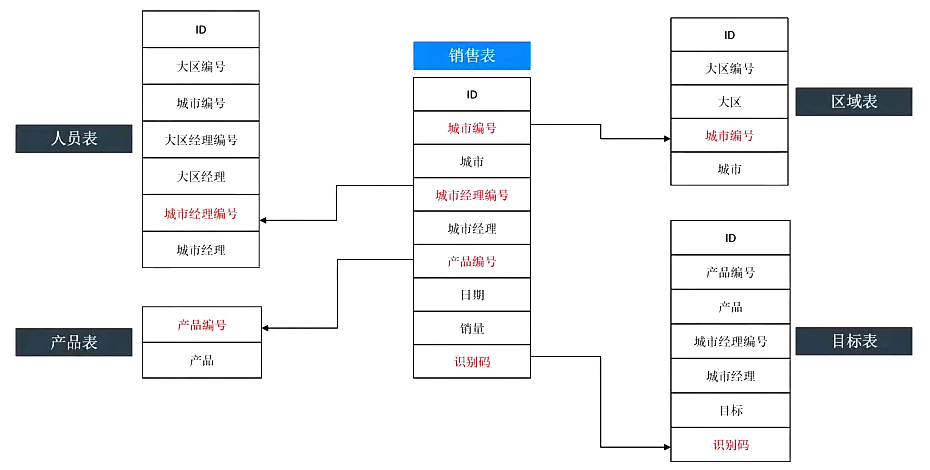 人员表
ID
大区编号
城市编号
大区经理编号
大区经理
城市经理编号
城市经理
产品表
产品编号
产品
销售表
ID
城市编号
城市
城市经理编号
城市经理
产品编号
日期
销量
识别码
区域表
ID
大区编号
大区
城市编号
城市
目标表
ID
产品编号
产品
城市经理编号
城市经理
目标
识别码